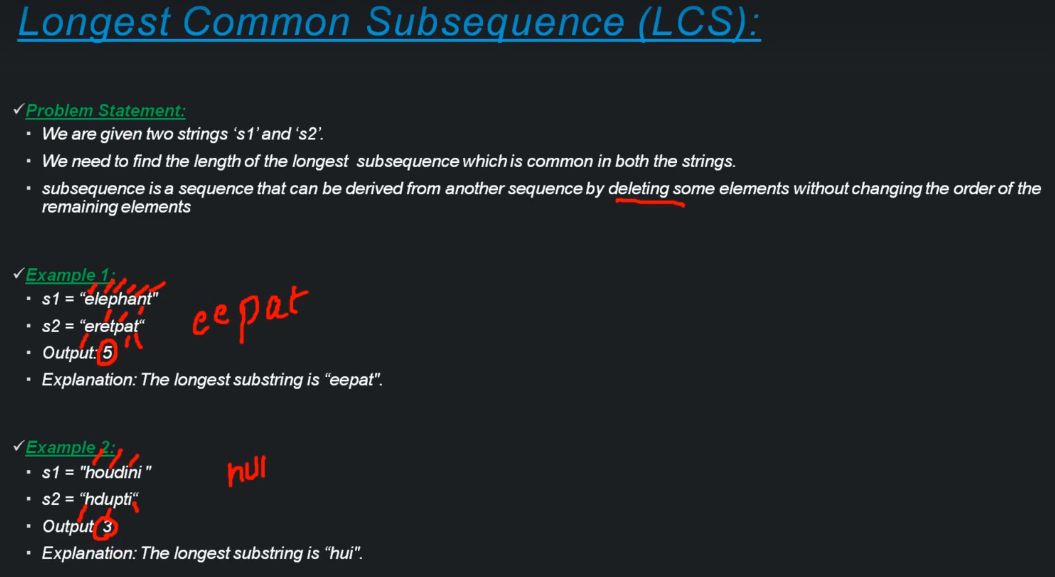 Longest Common Subsequence (LCS):
✓Problem Statement:
▪ We are given two strings ‘s1’ and ‘s2’.
▪ We need to find the length of the longest subsequence which is common in both the strings.
▪ subsequence is a sequence that can be derived from another sequence by deleting some elements without changing the order of the
remaining elements
✓Example 1:
▪ s1 = “elephant"
▪ s2 = “eretpat“
eepat
▪ Output: 5
▪ Explanation: The longest substring is “eepat".
✓Example 2:
▪ s1 = "houdini "
hui
▪ s2 = “hdupti“
▪ Output: 3
▪ Explanation: The longest substring is “hui".